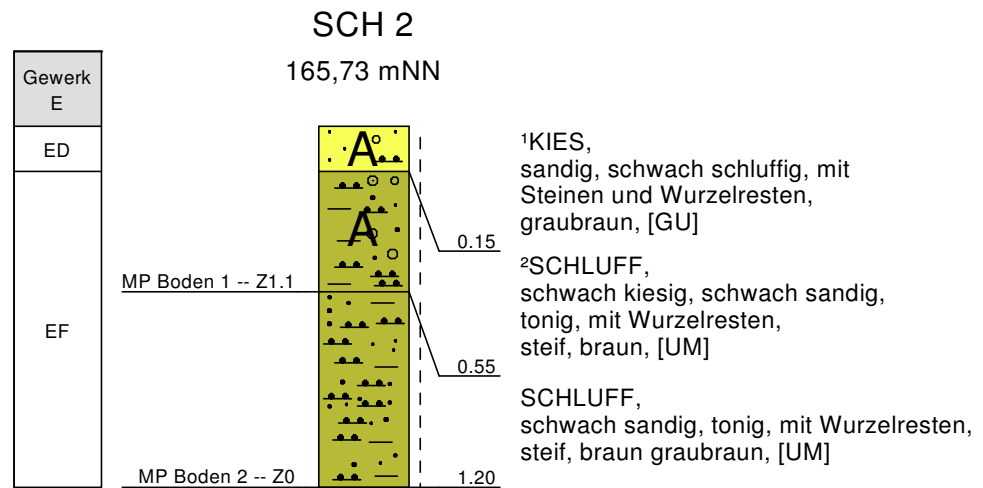 SCH 2
165,73 mNN
Gewerk
E
ED
EF
A
A
MP Boden 1 -- Z1.1
MP Boden 2 -- Z0
0.15
0.55
1.20
¹KIES,
sandig, schwach schluffig, mit
Steinen und Wurzelresten,
graubraun, [GU]
²SCHLUFF,
schwach kiesig, schwach sandig,
tonig, mit Wurzelresten,
steif, braun, [UM]
SCHLUFF,
schwach sandig, tonig, mit Wurzelresten,
steif, braun graubraun, [UM]